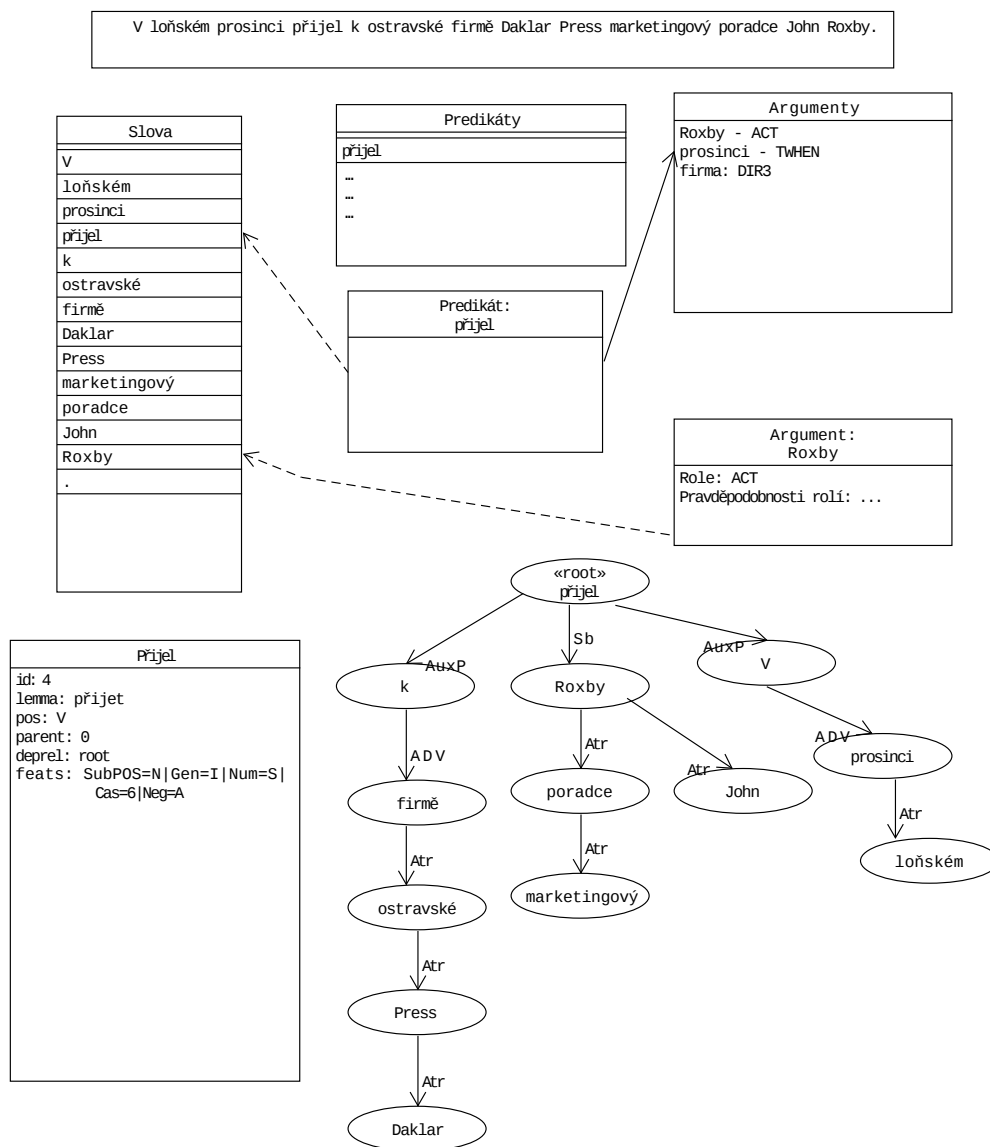 V loňském prosinci přijel k ostravské firmě Daklar Press marketingový poradce John Roxby.
Slova
V
loňském
prosinci
přijel
k
ostravské
firmě
Daklar
Press
marketingový
poradce
John
Roxby
.
Predikáty
přijel
…
…
…
Argumenty
Roxby - ACT
prosinci - TWHEN
firma: DIR3
Predikát:
přijel
Argument:
Roxby
Role: ACT
Pravděpodobnosti rolí: ...
Přijel
id: 4
lemma: přijet
pos: V
parent: 0
deprel: root
feats: SubPOS=N|Gen=I|Num=S|
Cas=6|Neg=A
«root»
přijel
AuxP
Sb
AuxP
k
Roxby
V
ADV
Atr
Atr
ADV
firmě
poradce
John
prosinci
Atr
Atr
Atr
ostravské
marketingový
loňském
Atr
Press
Atr
Daklar